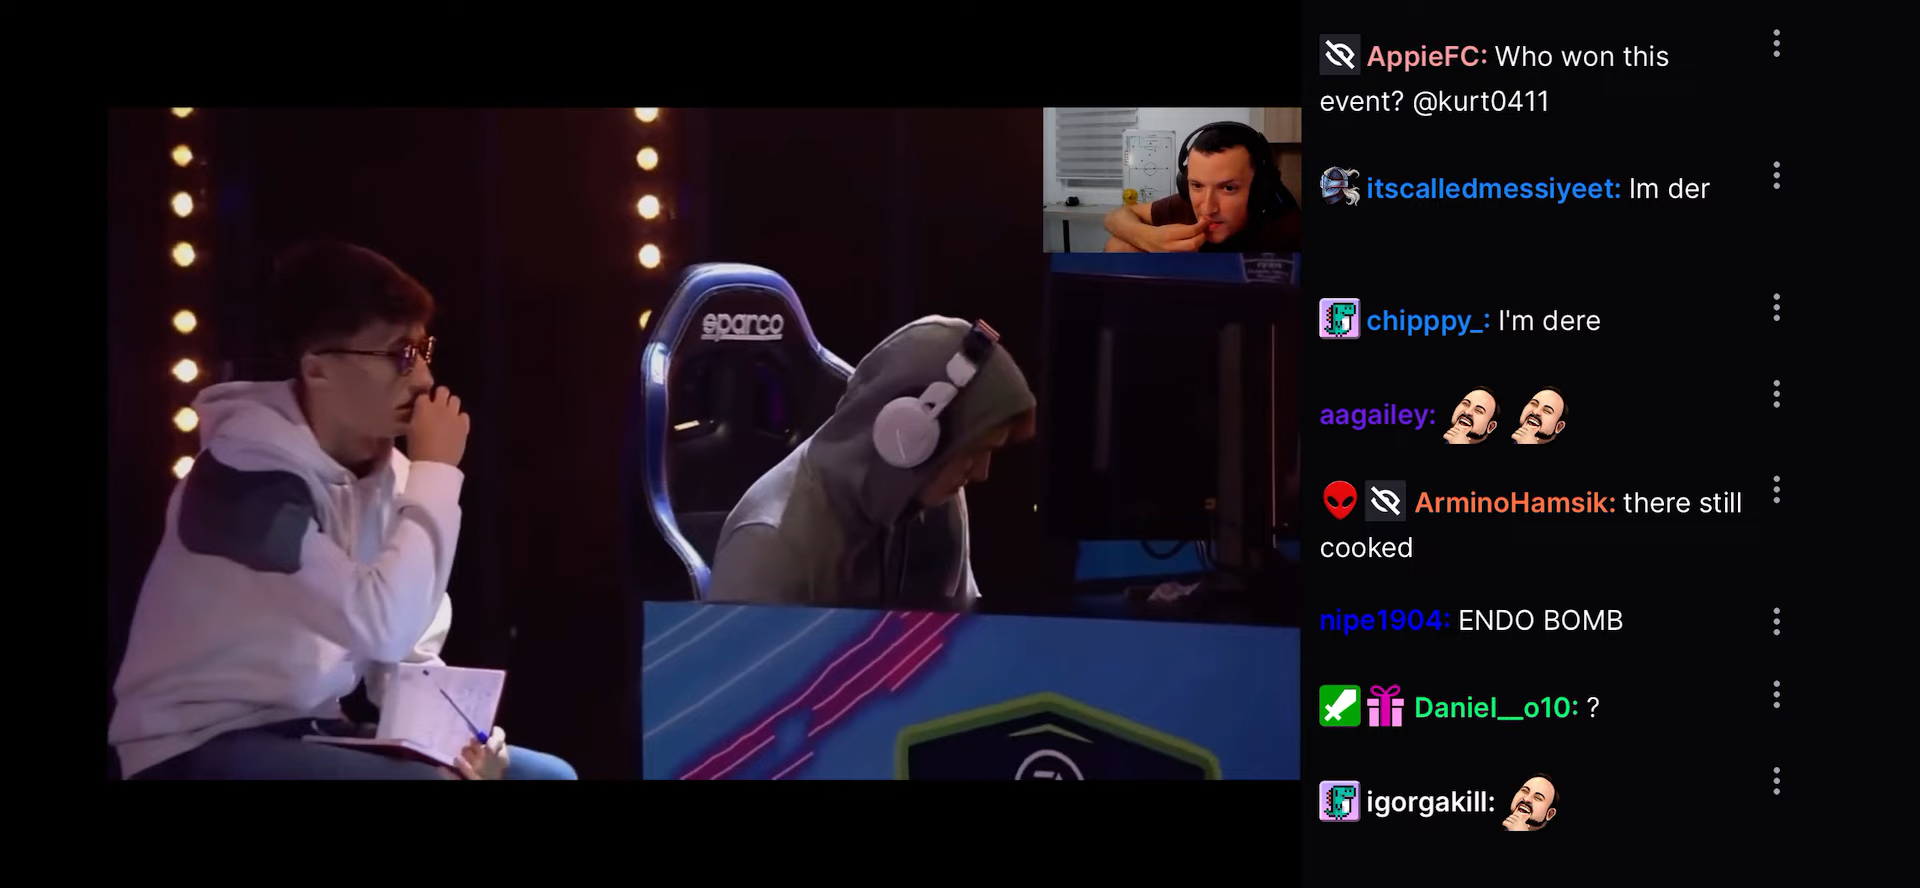 sparco
AppieFC: Who won this
event? @kurt0411
itscalledmessiyeet: Im der
chipppy_: I'm dere
aagailey:
ArminoHamsik: there still
cooked
nipe1904: ENDO BOMB
Daniel__o10: ?
igorgakill: